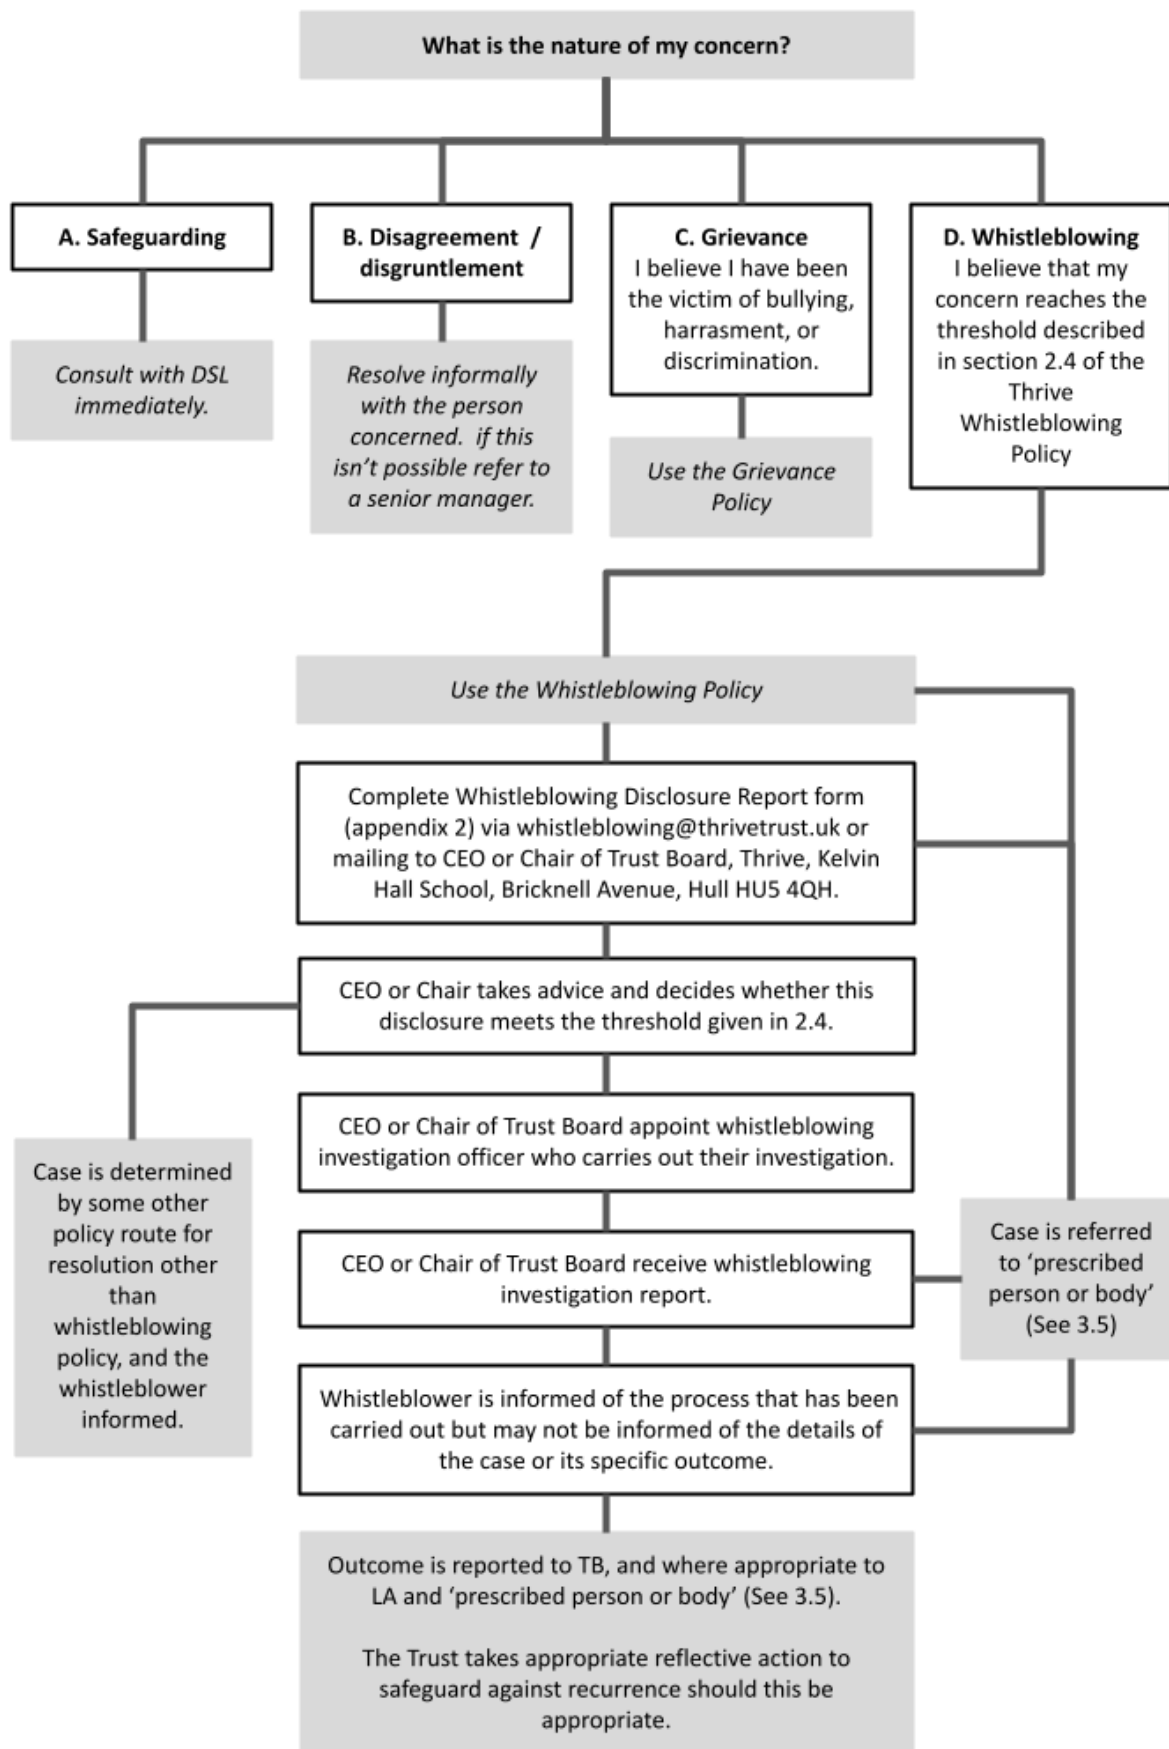 What is the nature of my concern?
A. Safeguarding
Consult with DSL
immediately.
B. Disagreement /
disgruntlement
Resolve informally
with the person
concerned. if this
isn't possible refer to
a senior manager.
C. Grievance
I believe I have been
the victim of bullying,
harrasment, or
discrimination.
Use the Grievance
Policy
D. Whistleblowing
I believe that my
concern reaches the
threshold described
in section 2.4 of the
Thrive
Whistleblowing
Policy
Use the Whistleblowing Policy
Complete Whistleblowing Disclosure Report form
(appendix 2) via whistleblowing@thrivetrust.uk or
mailing to CEO or Chair of Trust Board, Thrive, Kelvin
Hall School, Bricknell Avenue, Hull HU5 4QH.
CEO or Chair takes advice and decides whether this
disclosure meets the threshold given in 2.4.
CEO or Chair of Trust Board appoint whistleblowing
investigation officer who carries out their investigation.
Case is determined
by some other
policy route for
resolution other
than
whistleblowing
policy, and the
whistleblower
informed.
CEO or Chair of Trust Board receive whistleblowing
investigation report.
Case is referred
to ‘prescribed
person or body’
(See 3.5)
Whistleblower is informed of the process that has been
carried out but may not be informed of the details of
the case or its specific outcome.
Outcome is reported to TB, and where appropriate to
LA and ‘prescribed person or body’ (See 3.5).
The Trust takes appropriate reflective action to
safeguard against recurrence should this be
appropriate.